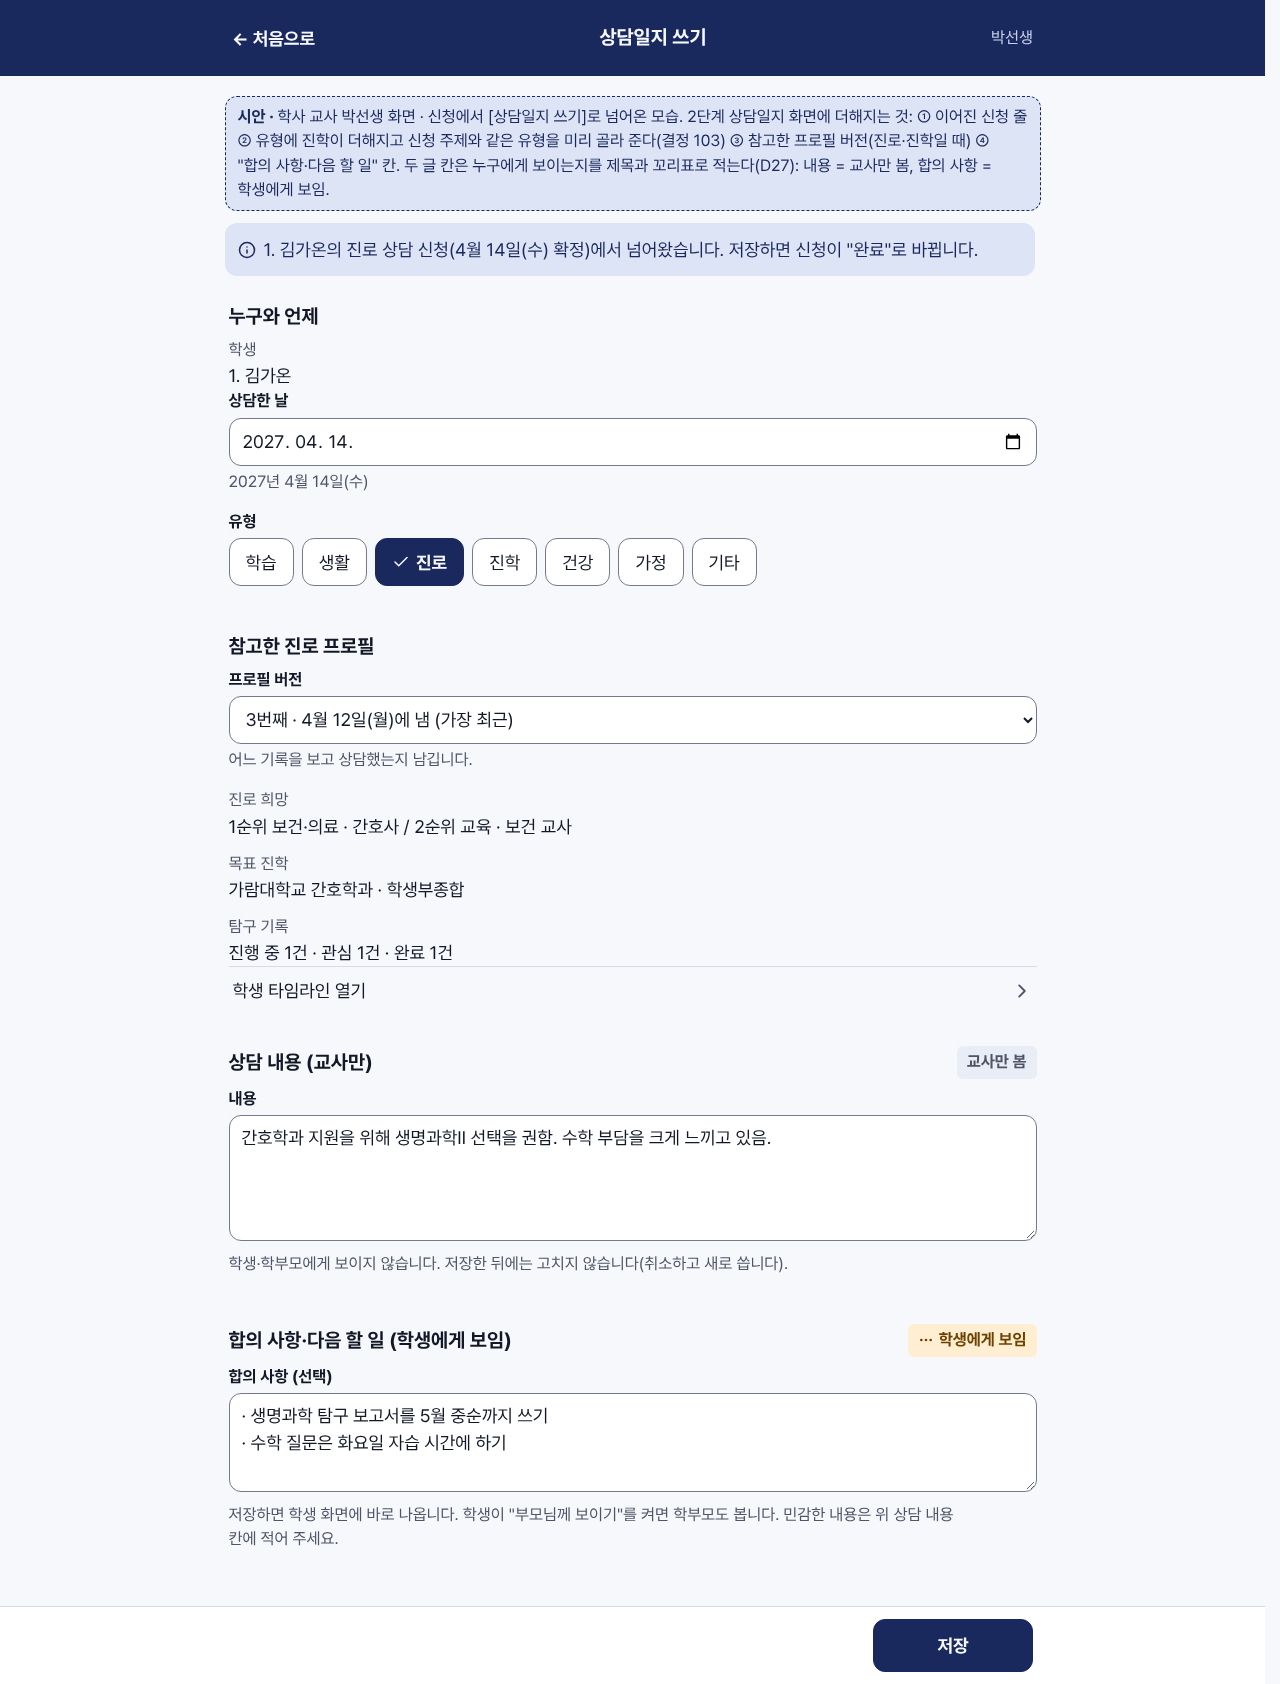 ← 처음으로
상담일지 쓰기
박선생
시안 · 학사 교사 박선생 화면 · 신청에서 [상담일지 쓰기]로 넘어온 모습. 2단계 상담일지 화면에 더해지는 것: ① 이어진 신청 줄
② 유형에 진학이 더해지고 신청 주제와 같은 유형을 미리 골라 준다(결정 103) ③ 참고한 프로필 버전(진로·진학일 때) ④
"합의 사항·다음 할 일" 칸. 두 글 칸은 누구에게 보이는지를 제목과 꼬리표로 적는다(D27): 내용 = 교사만 봄, 합의 사항 =
학생에게 보임.
1. 김가온의 진로 상담 신청(4월 14일(수) 확정)에서 넘어왔습니다. 저장하면 신청이 "완료"로 바뀝니다.
누구와 언제
학생
1. 김가온
상담한 날
2027. 04. 14.
2027년 4월 14일(수)
유형
학습
생활
✓ 진로
진학
건강
가정
기타
참고한 진로 프로필
프로필 버전
3번째 · 4월 12일(월)에 냄 (가장 최근)
어느 기록을 보고 상담했는지 남깁니다.
진로 희망
1순위 보건·의료 · 간호사 / 2순위 교육 · 보건 교사
목표 진학
가람대학교 간호학과 · 학생부종합
탐구 기록
진행 중 1건 · 관심 1건 · 완료 1건
학생 타임라인 열기
상담 내용 (교사만)
교사만 봄
내용
간호학과 지원을 위해 생명과학Ⅱ 선택을 권함. 수학 부담을 크게 느끼고 있음.
학생·학부모에게 보이지 않습니다. 저장한 뒤에는 고치지 않습니다(취소하고 새로 씁니다).
합의 사항·다음 할 일 (학생에게 보임)
··· 학생에게 보임
합의 사항 (선택)
· 생명과학 탐구 보고서를 5월 중순까지 쓰기
· 수학 질문은 화요일 자습 시간에 하기
저장하면 학생 화면에 바로 나옵니다. 학생이 "부모님께 보이기"를 켜면 학부모도 봅니다. 민감한 내용은 위 상담 내용
칸에 적어 주세요.
저장